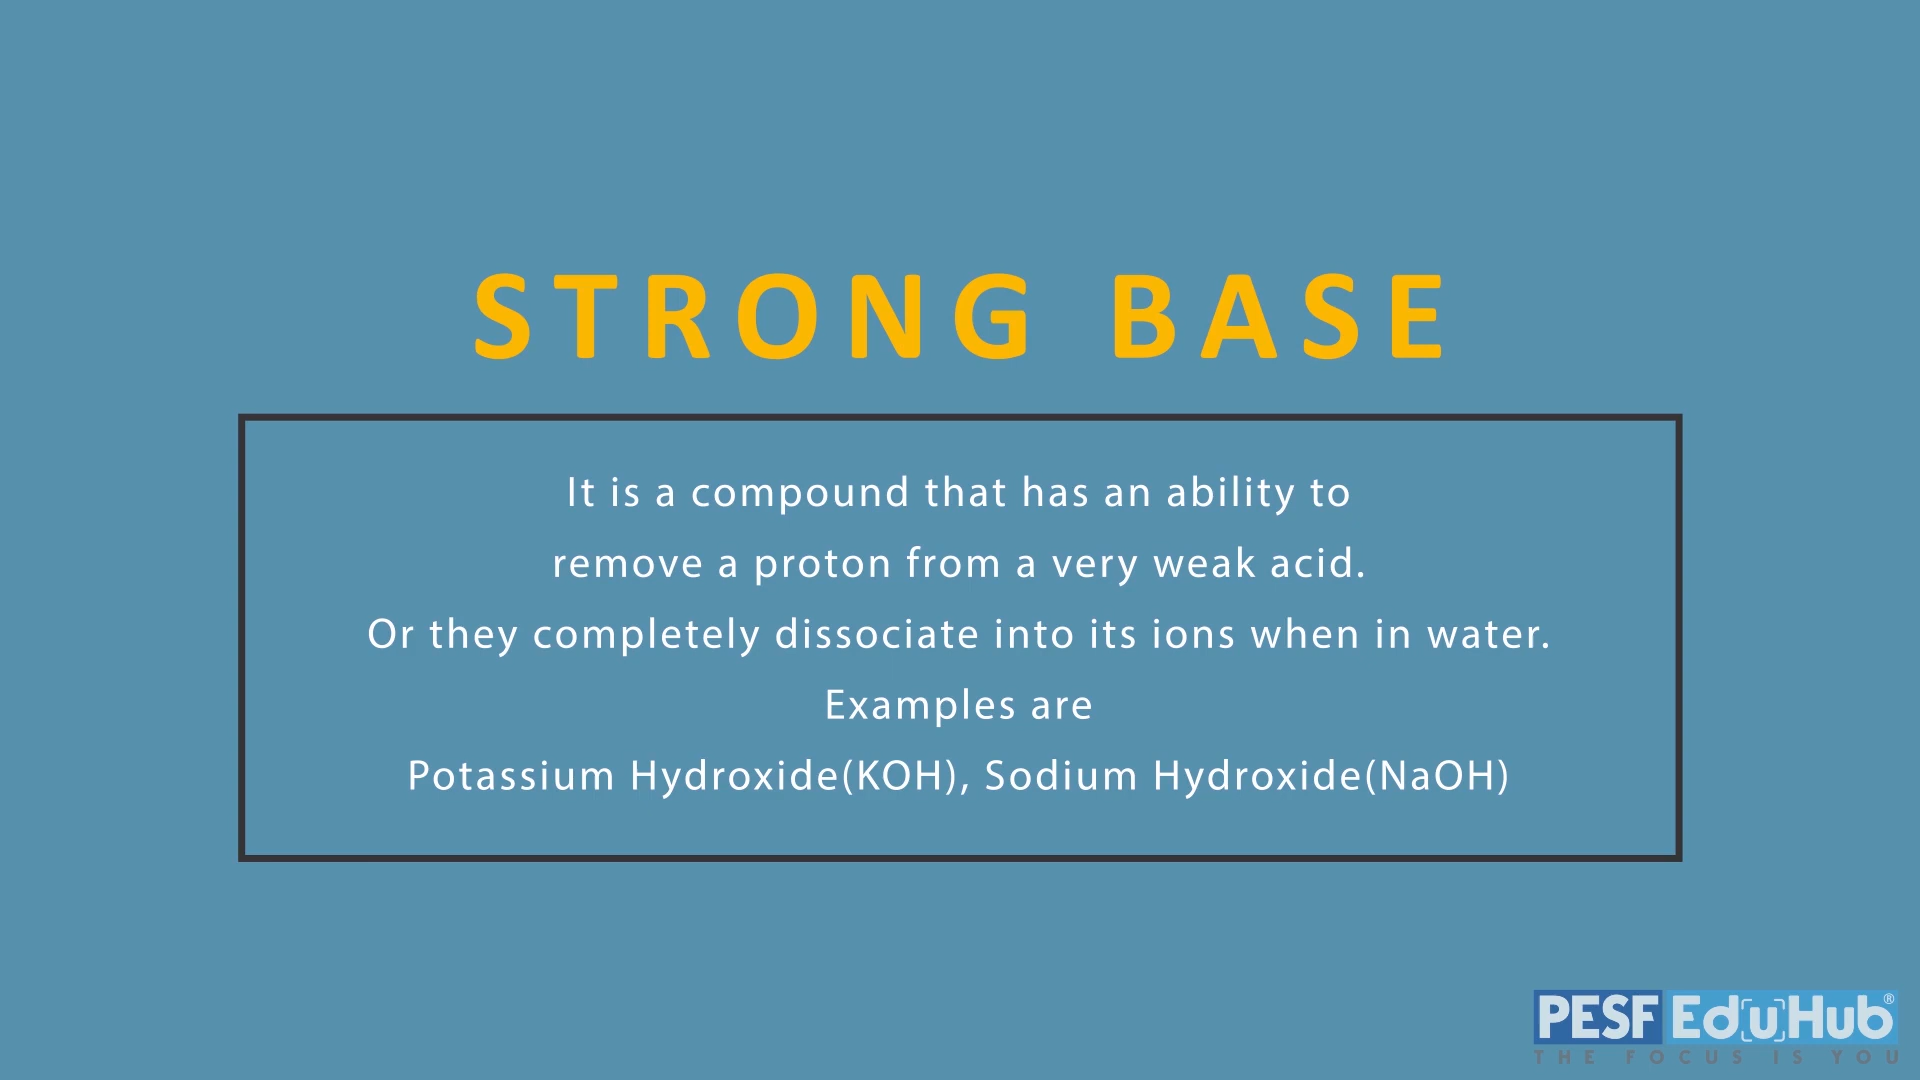 STRONG BASE
It is a compound that has an ability to
remove a proton from a very weak acid.
Or they completely dissociate into its ions when in water.
Examples are
Potassium Hydroxide(KOH), Sodium Hydroxide(NaOH)
PESF EduHub®
THE FOCUS IS YOU